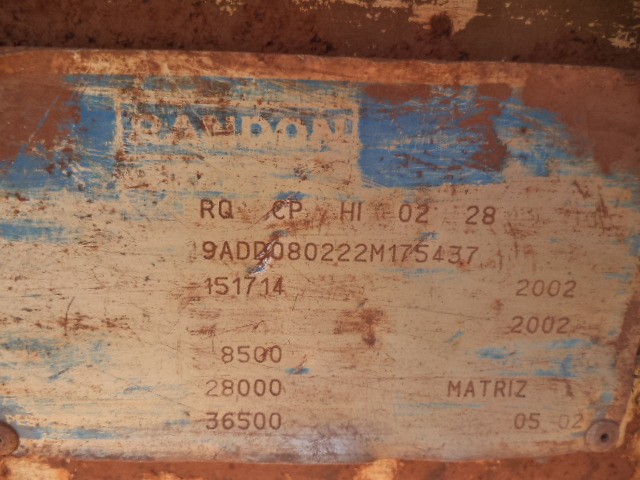 RANDON
RQ CP HI 02 28
9ADD080222M175437
151714 2002
2002
8500
28000 MATRIZ
36500 05 02